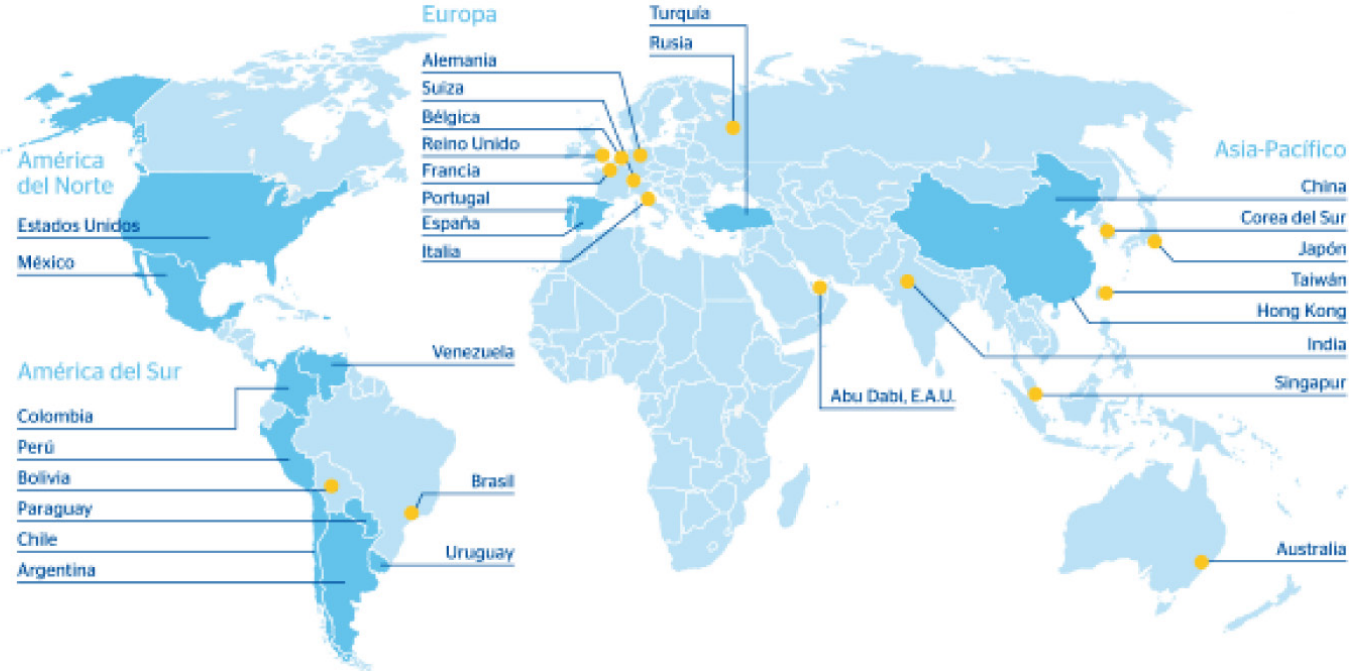 América
del Norte
Estados Unidos
México
América del Sur
Colombia
Perú
Bolivia
Paraguay
Chile
Argentina
Venezuela
Brasil
Uruguay
Europa
Alemania
Suiza
Bélgica
Reino Unido
Francia
Portugal
España
Italia
Turquía
Rusia
Abu Dabi, E.A.U.
Asia-Pacífico
China
Corea del Sur
Japón
Taiwán
Hong Kong
India
Singapur
Australia